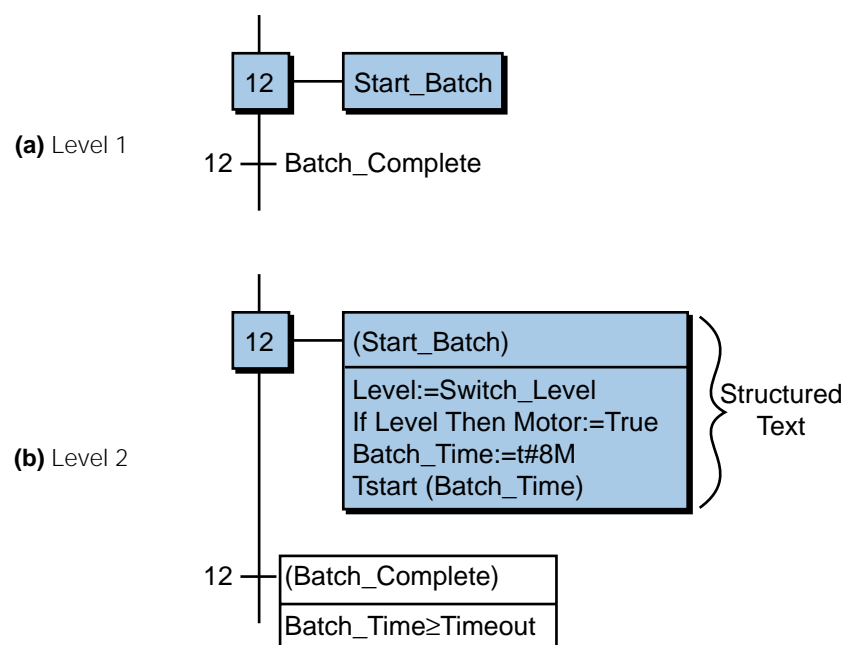 12
Start_Batch
(a) Level 1
12
Batch_Complete
12
(Start_Batch)
Level:=Switch_Level
If Level Then Motor:=True
Batch_Time:=t#8M
Tstart (Batch_Time)
Structured
Text
(b) Level 2
12
(Batch_Complete)
Batch_Time≥Timeout